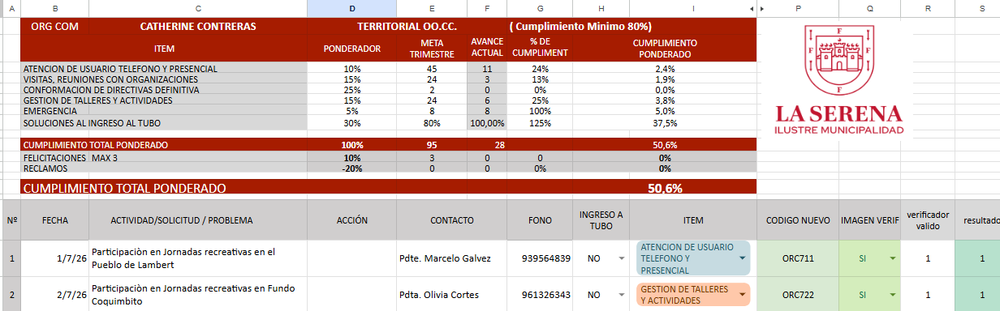 A B C D E F G H I P Q R S
ORG COM CATHERINE CONTRERAS TERRITORIAL OO.CC. ( Cumplimiento Minimo 80%)
ITEM PONDERADOR META TRIMESTRE AVANCE ACTUAL % DE CUMPLIMENT CUMPLIMIENTO PONDERADO
ATENCION DE USUARIO TELEFONO Y PRESENCIAL 10% 45 11 24% 2,4%
VISITAS, REUNIONES CON ORGANIZACIONES 15% 24 3 13% 1,9%
CONFORMACION DE DIRECTIVAS DEFINITIVA 25% 2 0 0% 0,0%
GESTION DE TALLERES Y ACTIVIDADES 15% 24 6 25% 3,8%
EMERGENCIA 5% 8 8 100% 5,0%
SOLUCIONES AL INGRESO AL TUBO 30% 80% 100,00% 125% 37,5%
F
F F
F
LA SERENA
ILUSTRE MUNICIPALIDAD
CUMPLIMIENTO TOTAL PONDERADO 100% 95 28 50,6%
FELICITACIONES MAX 3 10% 3 0 0 0%
RECLAMOS -20% 0 0 0% 0%
CUMPLIMIENTO TOTAL PONDERADO 50,6%
Nº FECHA ACTIVIDAD/SOLICITUD / PROBLEMA ACCIÓN CONTACTO FONO INGRESO A TUBO ITEM CODIGO NUEVO IMAGEN VERIF verificador valido resultado
1 1/7/26 Participaciòn en Jornadas recreativas en el Pueblo de Lambert Pdte. Marcelo Galvez 939564839 NO ATENCION DE USUARIO TELEFONO Y PRESENCIAL ORC711 SI 1 1
2 2/7/26 Participaciòn en Jornadas recreativas en Fundo Coquimbito Pdta. Olivia Cortes 961326343 NO GESTION DE TALLERES Y ACTIVIDADES ORC722 SI 1 1